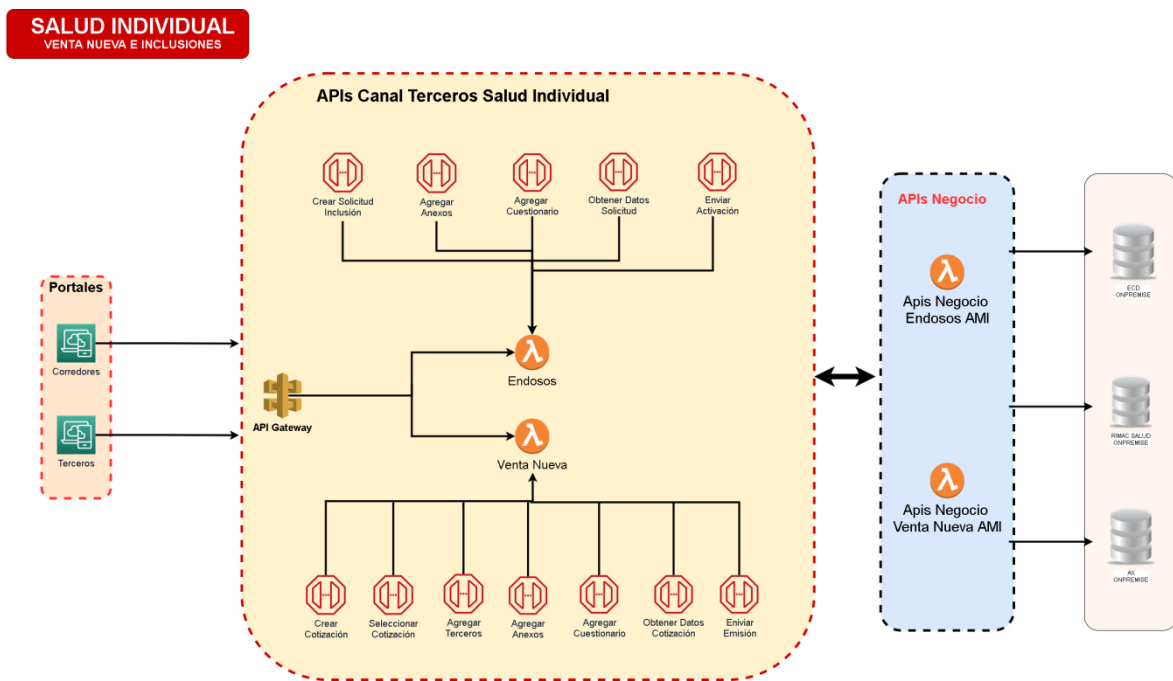 SALUD INDIVIDUAL
VENTA NUEVA E INCLUSIONES
APIs Canal Terceros Salud Individual
Crear Solicitud
Inclusión
Agregar
Anexos
Agregar
Cuestionario
Obtener Datos
Solicitud
Enviar
Activación
Portales
Corredores
Terceros
API Gateway
Endosos
Venta Nueva
Crear
Cotización
Seleccionar
Cotización
Agregar
Terceros
Agregar
Anexos
Agregar
Cuestionario
Obtener Datos
Cotización
Eniviar
Emisión
APIs Negocio
Apis Negocio
Endosos AMI
Apis Negocio
Venta Nueva AMI
ECD
ONPREMISE
RIMAC SALUD
ONPREMISE
AX
ONPREMISE